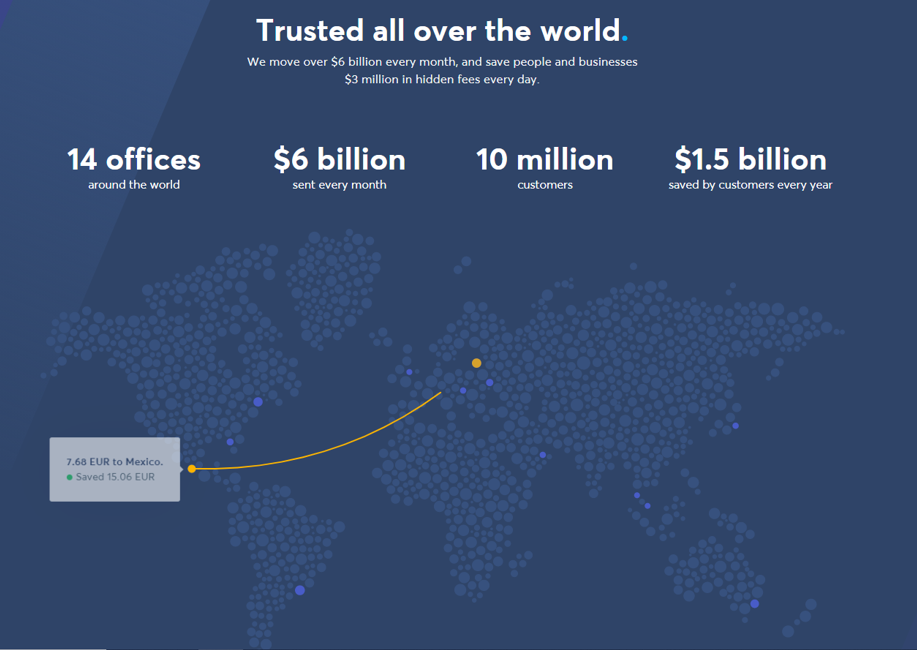 Trusted all over the world.
We move over $6 billion every month, and save people and businesses
$3 million in hidden fees every day.
14 offices
around the world
$6 billion
sent every month
10 million
customers
$1.5 billion
saved by customers every year
7.68 EUR to Mexico.
Saved 15.06 EUR